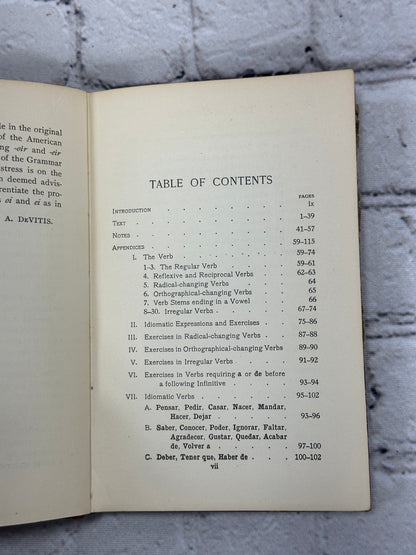 le in the original
of the American
ng -oir and -eir
of the Grammar
stress is on the
n deemed advis-
erentiate the pro-
s oi and ei as in
A. DeVitis.
TABLE OF CONTENTS
PAGES
Introduction . . . . . . . . ix
Text . . . . . . . . 1–39
Notes . . . . . . . . 41–57
Appendices . . . . . . . . 59–115
I. The Verb . . . . . . 59–74
1–3. The Regular Verb . . . . 59–61
4. Reflexive and Reciprocal Verbs . . 62–63
5. Radical-changing Verbs . . . 64
6. Orthographical-changing Verbs . . 65
7. Verb Stems ending in a Vowel . . 66
8–30. Irregular Verbs . . . . 67–74
II. Idiomatic Expressions and Exercises . . 75–86
III. Exercises in Radical-changing Verbs . . 87–88
IV. Exercises in Orthographical-changing Verbs 89–90
V. Exercises in Irregular Verbs . . . 91–92
VI. Exercises in Verbs requiring a or de before
a following Infinitive . . . . 93–94
VII. Idiomatic Verbs . . . . . 95–102
A. Pensar, Pedir, Casar, Nacer, Mandar,
Hacer, Dejar . . . . . 93–96
B. Saber, Conocer, Poder, Ignorar, Faltar,
Agradecer, Gustar, Quedar, Acabar
de, Volver a . . . . . 97–100
C. Deber, Tener que, Haber de . . . 100–102
vii